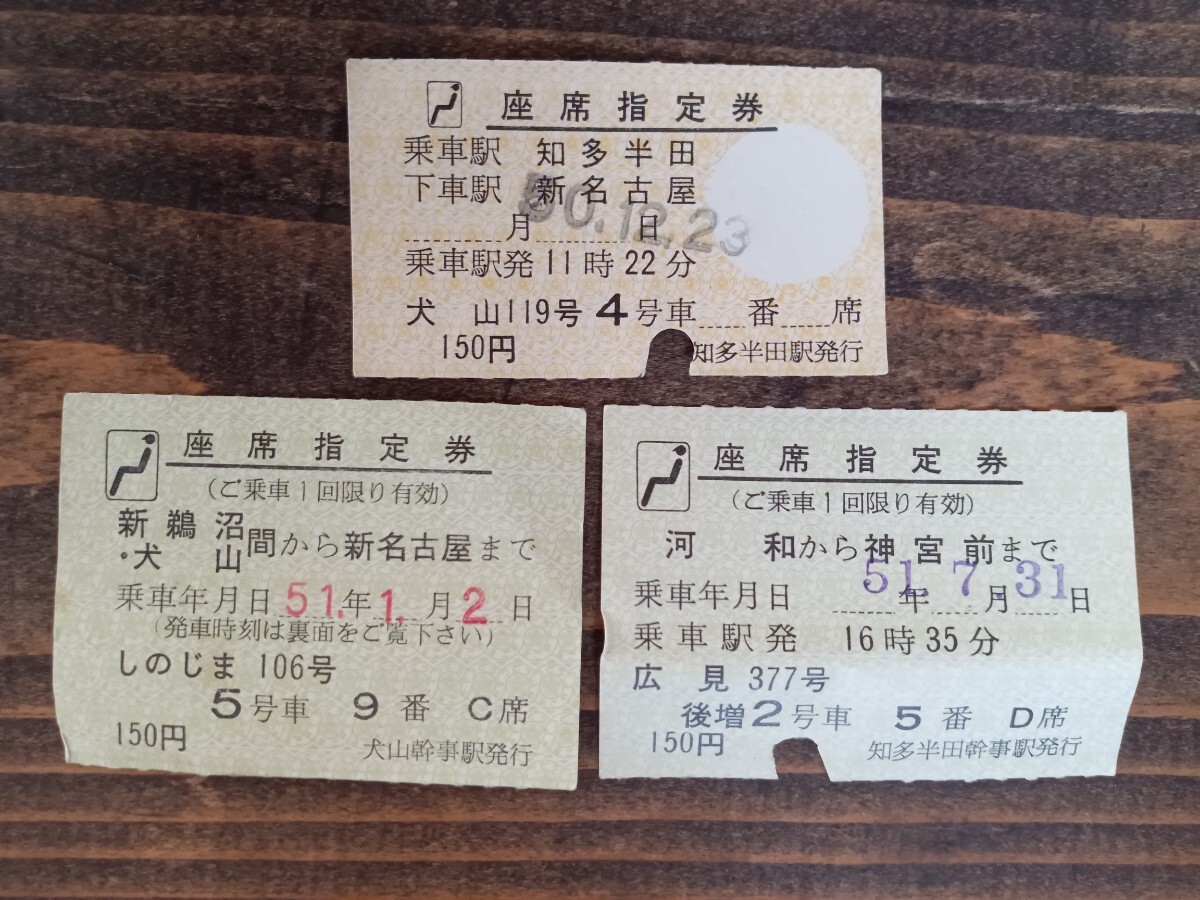 座席指定券
乗車駅 知多半田
下車駅 新名古屋
50.12.23
月 日
乗車駅発 11時22分
犬山119号 4号車 番 席
150円 知多半田駅発行
座席指定券
(ご乗車1回限り有効)
新鵜沼・犬山間から新名古屋まで
乗車年月日 51.年1.月2日
(発車時刻は裏面をご覧下さい)
しのじま 106号
5号車 9番 C席
150円 犬山幹事駅発行
座席指定券
(ご乗車1回限り有効)
河和から神宮前まで
乗車年月日 51.年7.月31日
乗車駅発 16時35分
広見 377号
後増2号車 5番 D席
150円 知多半田幹事駅発行